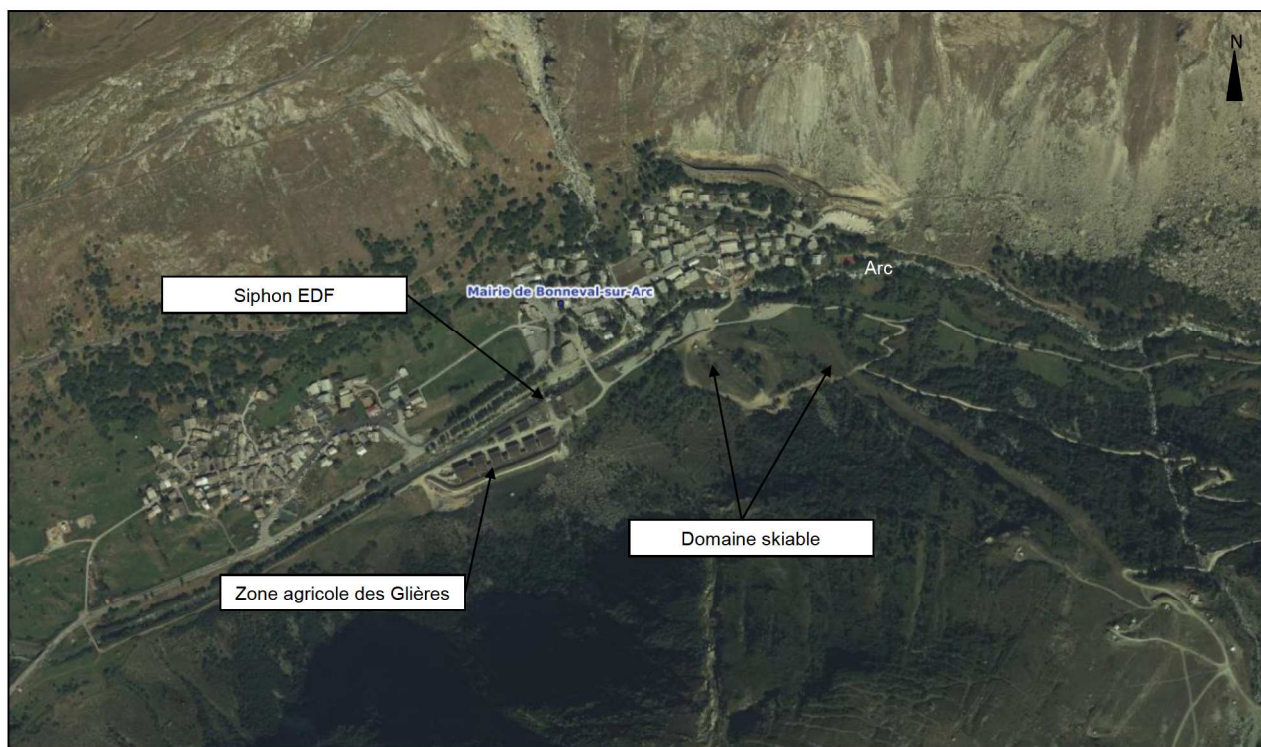 N
Arc
Siphon EDF
Mairie de Bonneval-sur-Arc
Domaine skiable
Zone agricole des Glières